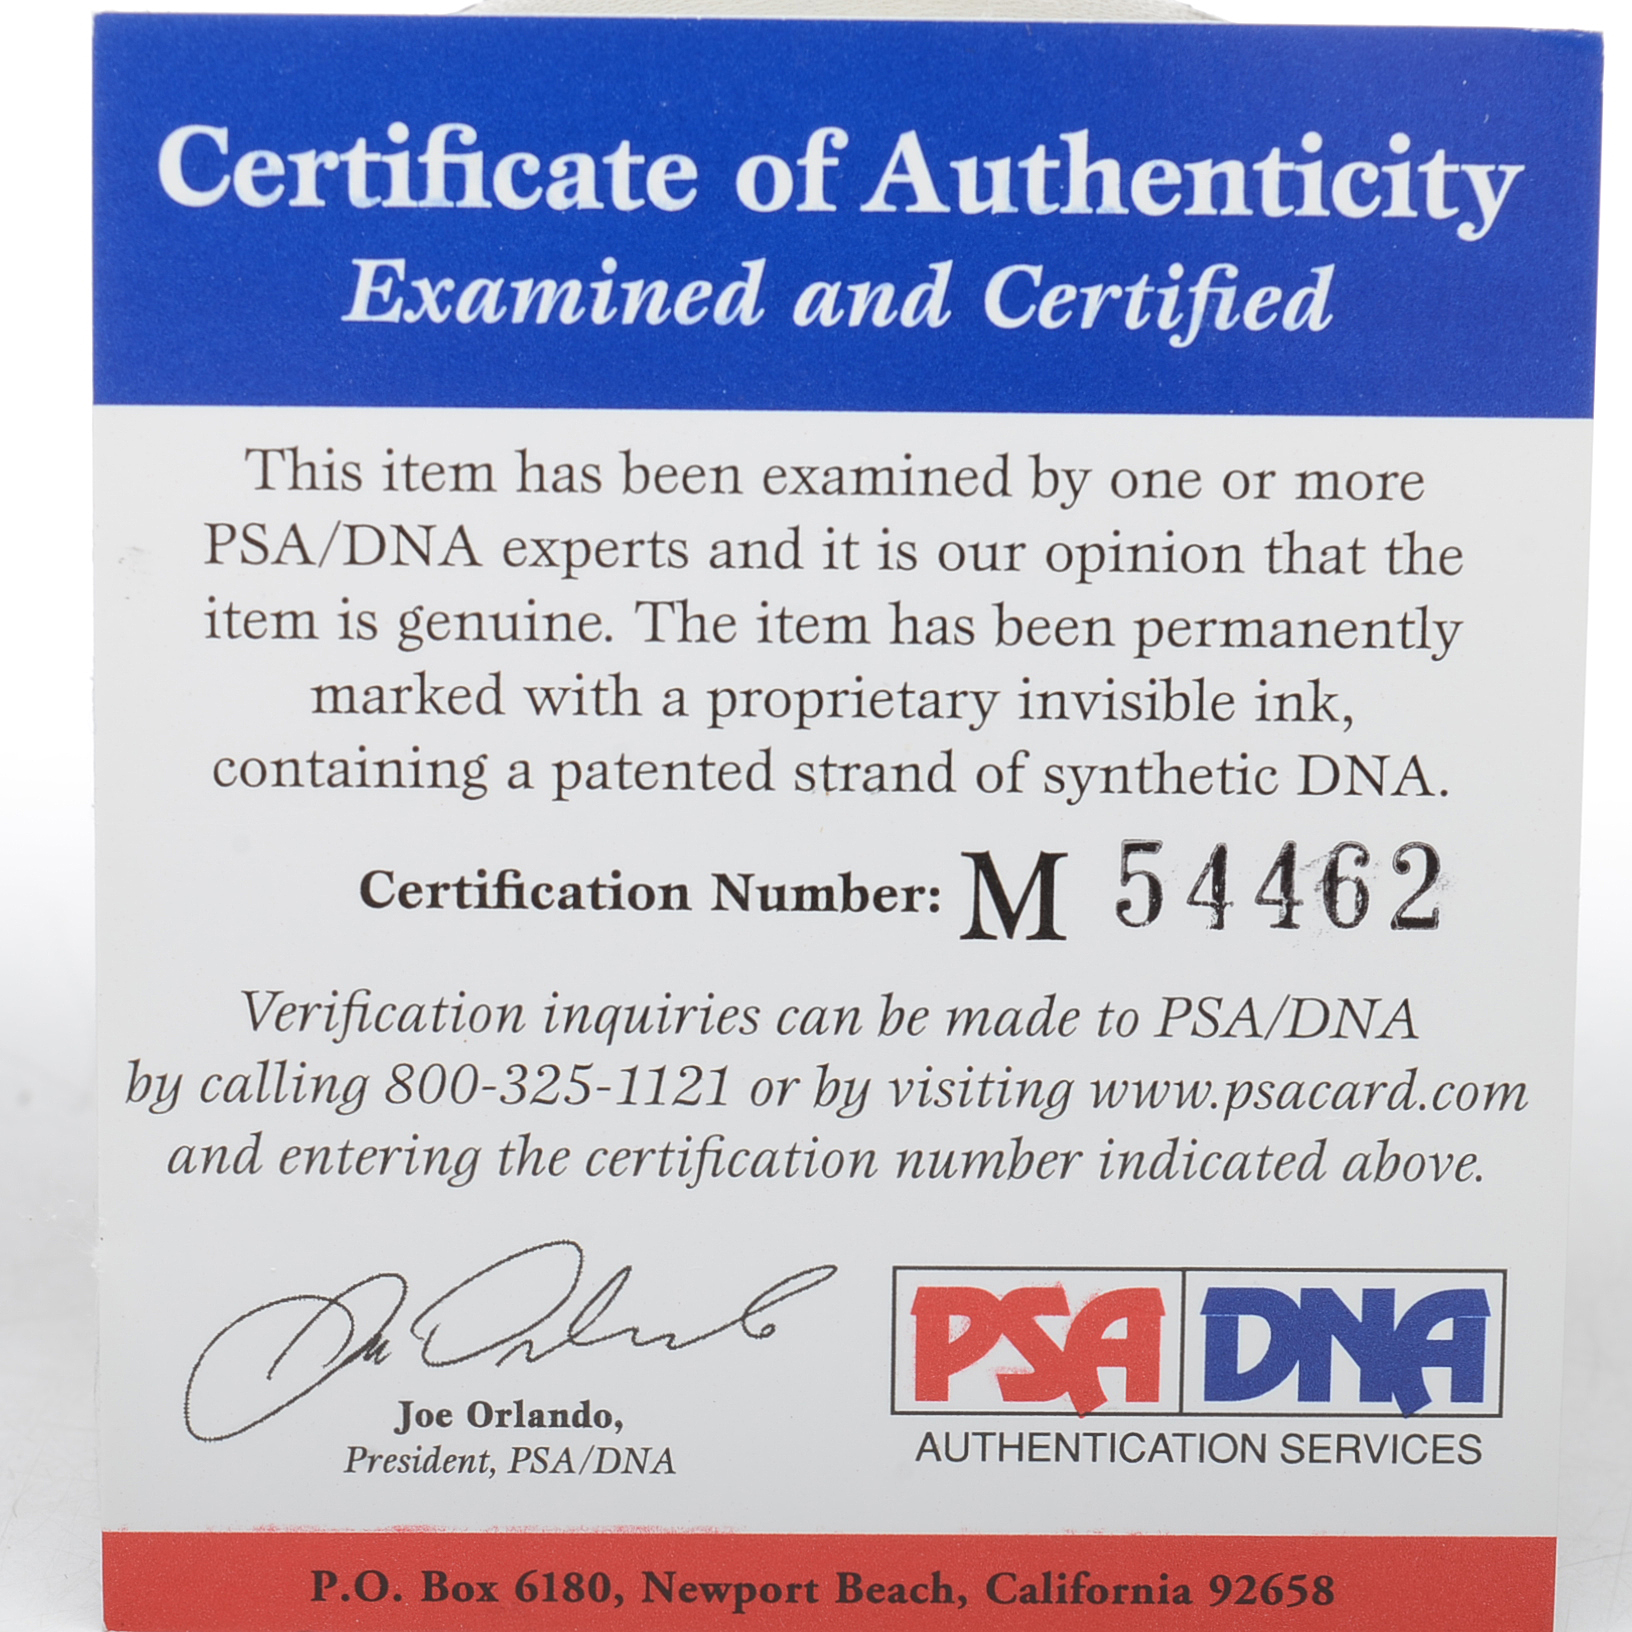 Certificate of Authenticity
Examined and Certified
This item has been examined by one or more
PSA/DNA experts and it is our opinion that the
item is genuine. The item has been permanently
marked with a proprietary invisible ink,
containing a patented strand of synthetic DNA.
Certification Number: M 54462
Verification inquiries can be made to PSA/DNA
by calling 800-325-1121 or by visiting www.psacard.com
and entering the certification number indicated above.
Joe Orlando,
President, PSA/DNA
PSA DNA
AUTHENTICATION SERVICES
P.O. Box 6180, Newport Beach, California 92658